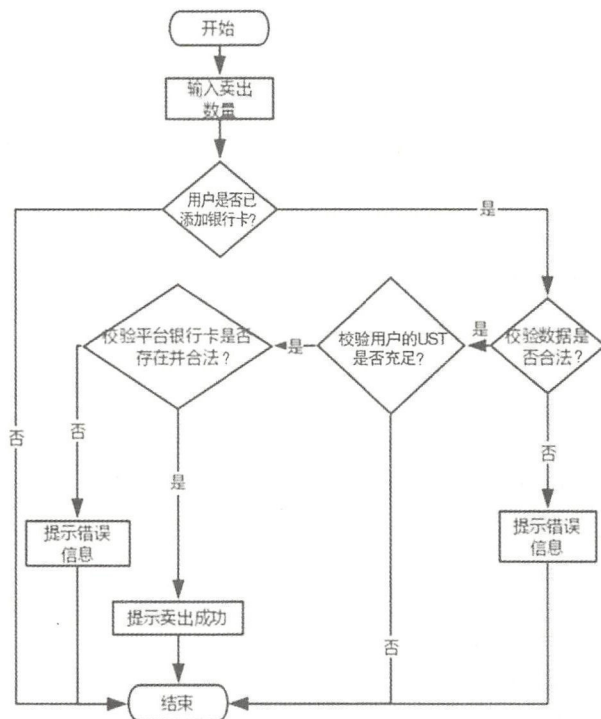 开始
输入卖出
数量
用户是否已
添加银行卡?
是
校验平台银行卡是否
存在并合法?
是
校验用户的UST
是否充足?
是
校验数据是
否合法?
否
否
是
否
提示错误
信息
提示错误
信息
提示卖出成功
否
结束